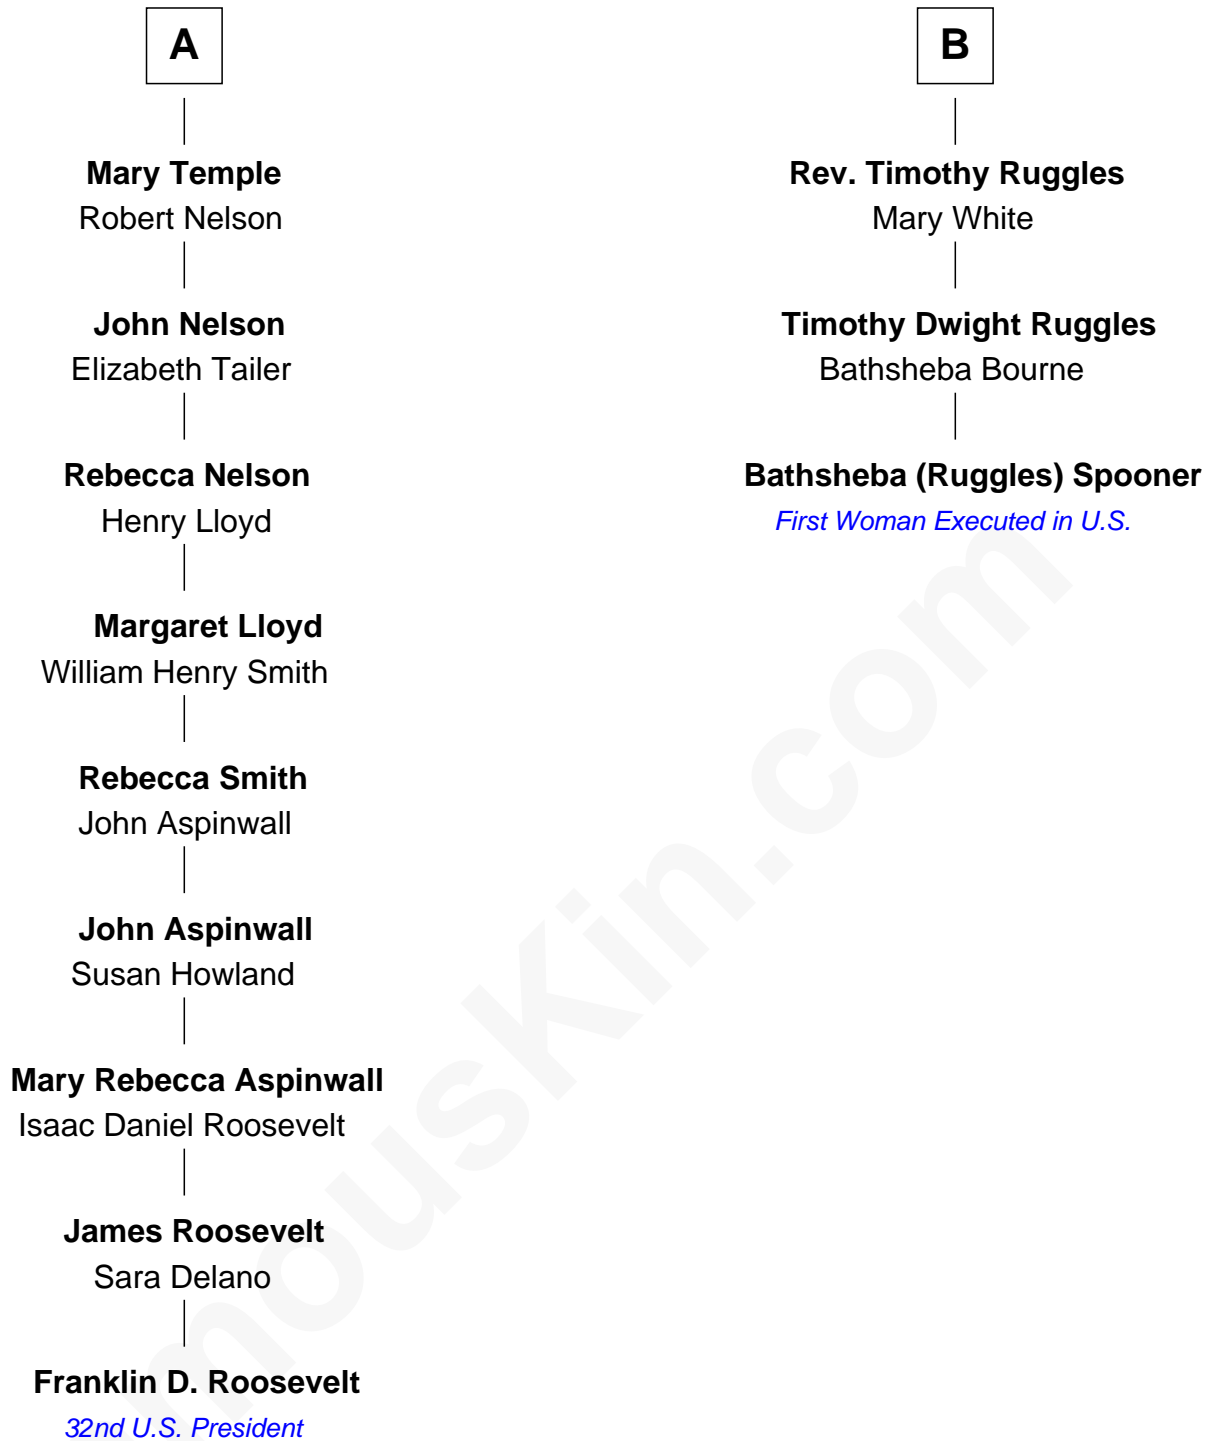 A
Mary Temple
Robert Nelson
John Nelson
Elizabeth Tailer
Rebecca Nelson
Henry Lloyd
Margaret Lloyd
William Henry Smith
Rebecca Smith
John Aspinwall
John Aspinwall
Susan Howland
Mary Rebecca Aspinwall
Isaac Daniel Roosevelt
James Roosevelt
Sara Delano
Franklin D. Roosevelt
32nd U.S. President
B
Rev. Timothy Ruggles
Mary White
Timothy Dwight Ruggles
Bathsheba Bourne
Bathsheba (Ruggles) Spooner
First Woman Executed in U.S.
mousKin.com